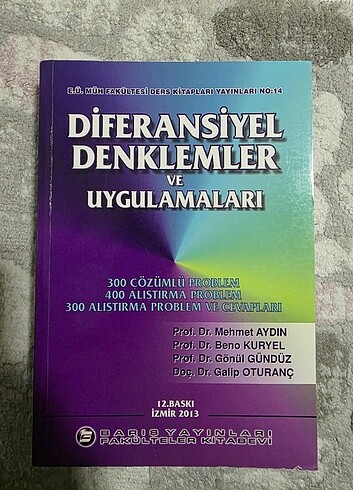 E.Ü. MÜH FAKÜLTESİ DERS KİTAPLARI YAYINLARI NO:14
DİFERANSİYEL
DENKLEMLER
VE
UYGULAMALARI
300 ÇÖZÜMLÜ PROBLEM
400 ALIŞTIRMA PROBLEM
300 ALIŞTIRMA PROBLEM VE CEVAPLARI
Prof. Dr. Mehmet AYDIN
Prof. Dr. Beno KURYEL
Prof. Dr. Gönül GÜNDÜZ
Doç. Dr. Galip OTURANÇ
12.BASKI
İZMİR 2013
BARIŞ YAYINLARI
FAKÜLTELER KİTABEVİ